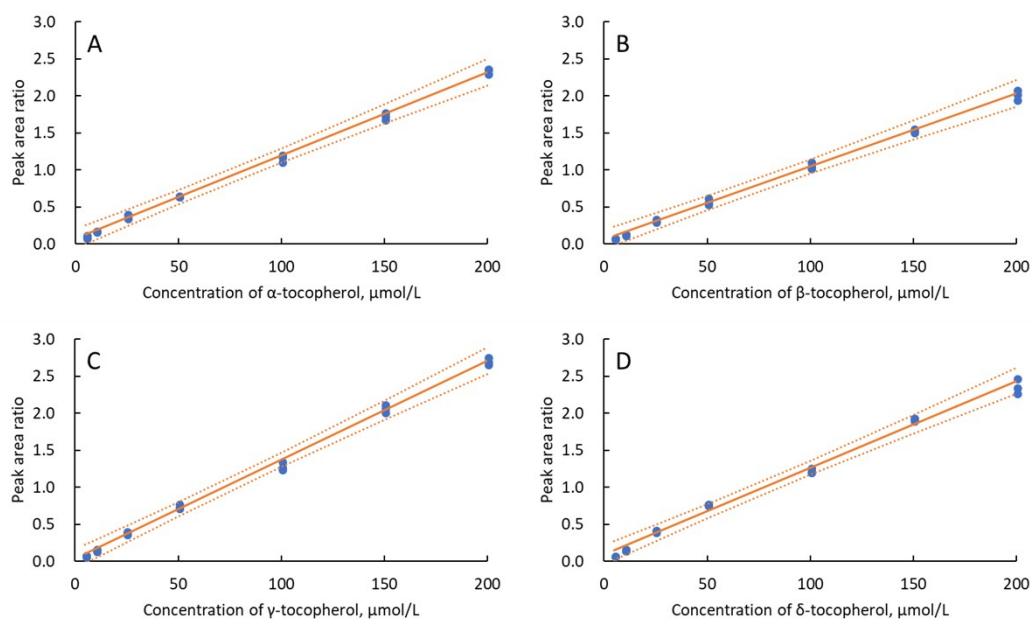 A
Peak area ratio
3.0
2.5
2.0
1.5
1.0
0.5
0.0
0 50 100 150 200
Concentration of α-tocopherol, µmol/L
B
Peak area ratio
3.0
2.5
2.0
1.5
1.0
0.5
0.0
0 50 100 150 200
Concentration of β-tocopherol, µmol/L
C
Peak area ratio
3.0
2.5
2.0
1.5
1.0
0.5
0.0
0 50 100 150 200
Concentration of γ-tocopherol, µmol/L
D
Peak area ratio
3.0
2.5
2.0
1.5
1.0
0.5
0.0
0 50 100 150 200
Concentration of δ-tocopherol, µmol/L